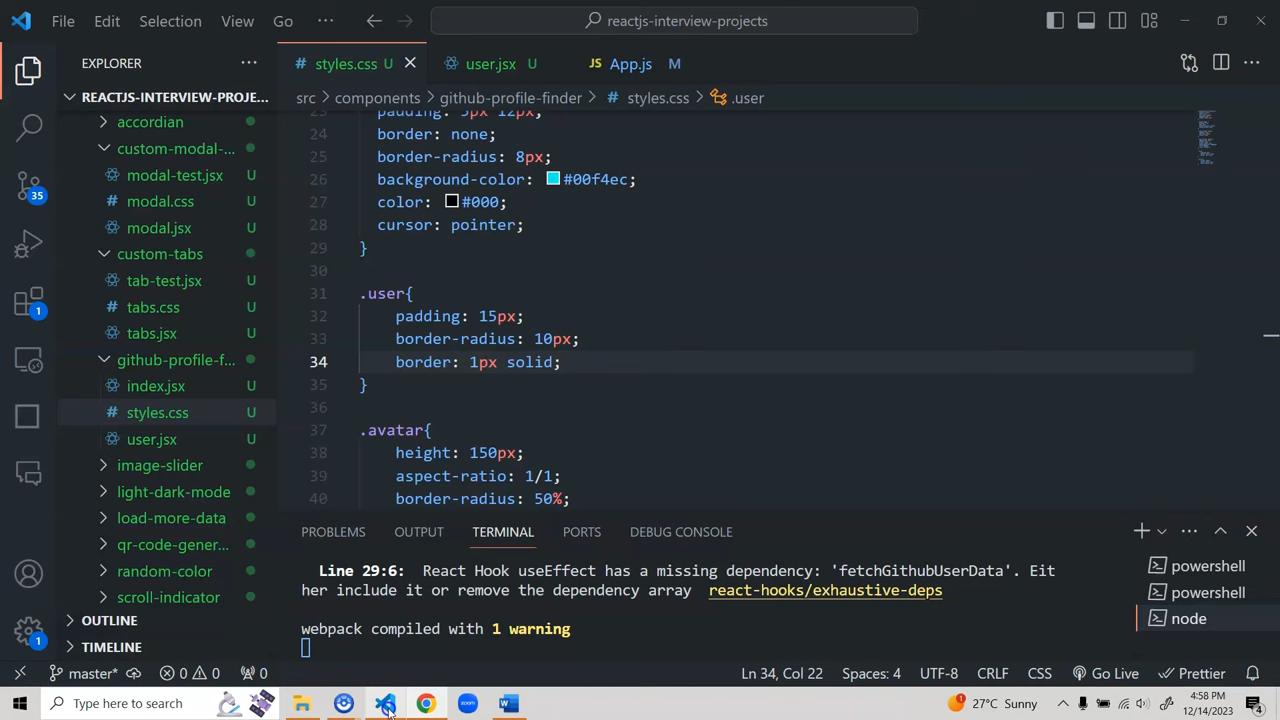 File Edit Selection View Go ··· reactjs-interview-projects
EXPLORER ···
REACTJS-INTERVIEW-PROJE...
accordian
custom-modal-...
modal-test.jsx U
modal.css U
modal.jsx U
custom-tabs
tab-test.jsx U
tabs.css U
tabs.jsx U
github-profile-f...
index.jsx U
styles.css U
user.jsx U
image-slider
light-dark-mode
load-more-data
qr-code-gener...
random-color
scroll-indicator
OUTLINE
TIMELINE
35
1
1
# styles.css U user.jsx U JS App.js M
src > components > github-profile-finder > # styles.css > .user
23 padding: 5px 12px;
24 border: none;
25 border-radius: 8px;
26 background-color: #00f4ec;
27 color: #000;
28 cursor: pointer;
29 }
30
31 .user{
32 padding: 15px;
33 border-radius: 10px;
34 border: 1px solid;
35 }
36
37 .avatar{
38 height: 150px;
39 aspect-ratio: 1/1;
40 border-radius: 50%;
PROBLEMS OUTPUT TERMINAL PORTS DEBUG CONSOLE
Line 29:6: React Hook useEffect has a missing dependency: 'fetchGithubUserData'. Eit
her include it or remove the dependency array react-hooks/exhaustive-deps
webpack compiled with 1 warning
powershell
powershell
node
master* 0 0 0 Ln 34, Col 22 Spaces: 4 UTF-8 CRLF CSS Go Live Prettier
Type here to search 27°C Sunny 4:58 PM
12/14/2023
4